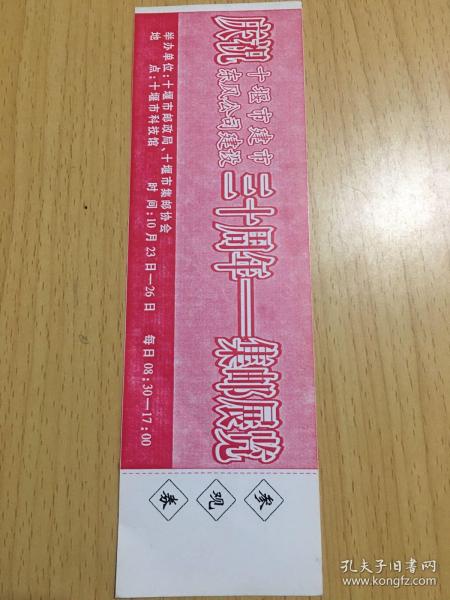 庆祝
十堰市建市
东风公司建设
三十周年—集邮展览
举办单位:十堰市邮政局、十堰市集邮协会
地 点:十堰市科技馆 时 间:10月23日—26日 每日08:30—17:00
参观券
孔夫子旧书网
www.kongfz.com